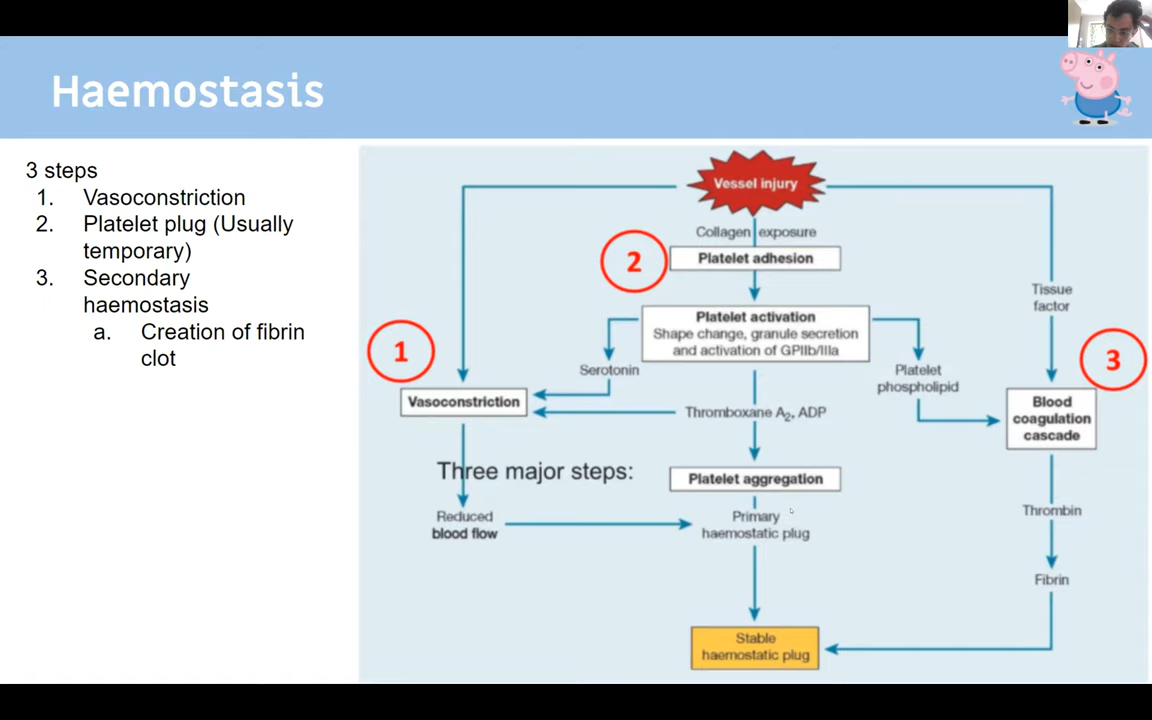 Haemostasis
3 steps
1. Vasoconstriction
2. Platelet plug (Usually
temporary)
3. Secondary
haemostasis
a. Creation of fibrin
clot
Vessel injury
Collagen exposure
2
Platelet adhesion
Platelet activation
Shape change, granule secretion
and activation of GPIIb/IIIa
Tissue
factor
1
Serotonin
Platelet
phospholipid
3
Vasoconstriction
Thromboxane A₂, ADP
Blood
coagulation
cascade
Three major steps:
Platelet aggregation
Reduced
blood flow
Primary
haemostatic plug
Thrombin
Fibrin
Stable
haemostatic plug